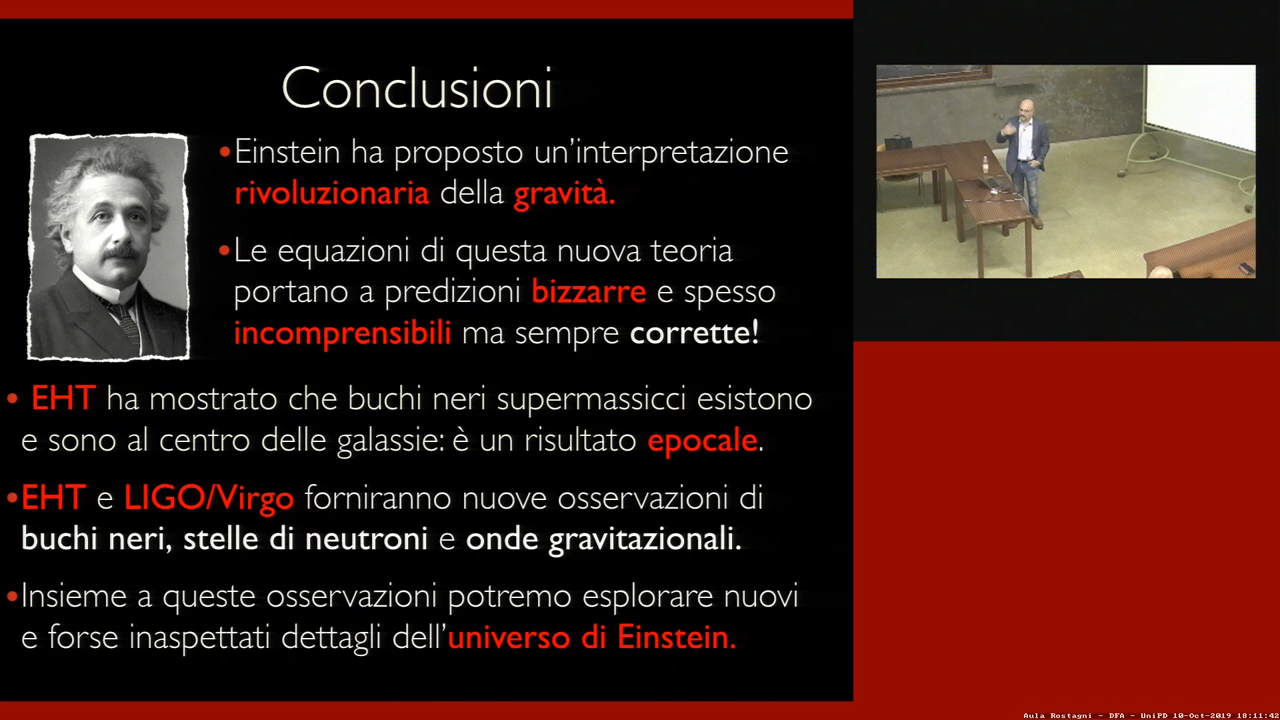 Conclusioni
•Einstein ha proposto un'interpretazione
rivoluzionaria della gravità.
•Le equazioni di questa nuova teoria
portano a predizioni bizzarre e spesso
incomprensibili ma sempre corrette!
• EHT ha mostrato che buchi neri supermassicci esistono
e sono al centro delle galassie: è un risultato epocale.
•EHT e LIGO/Virgo forniranno nuove osservazioni di
buchi neri, stelle di neutroni e onde gravitazionali.
•Insieme a queste osservazioni potremo esplorare nuovi
e forse inaspettati dettagli dell'universo di Einstein.
Aula Rostagni - DFA - UniPD 10-Oct-2019 18:11:42